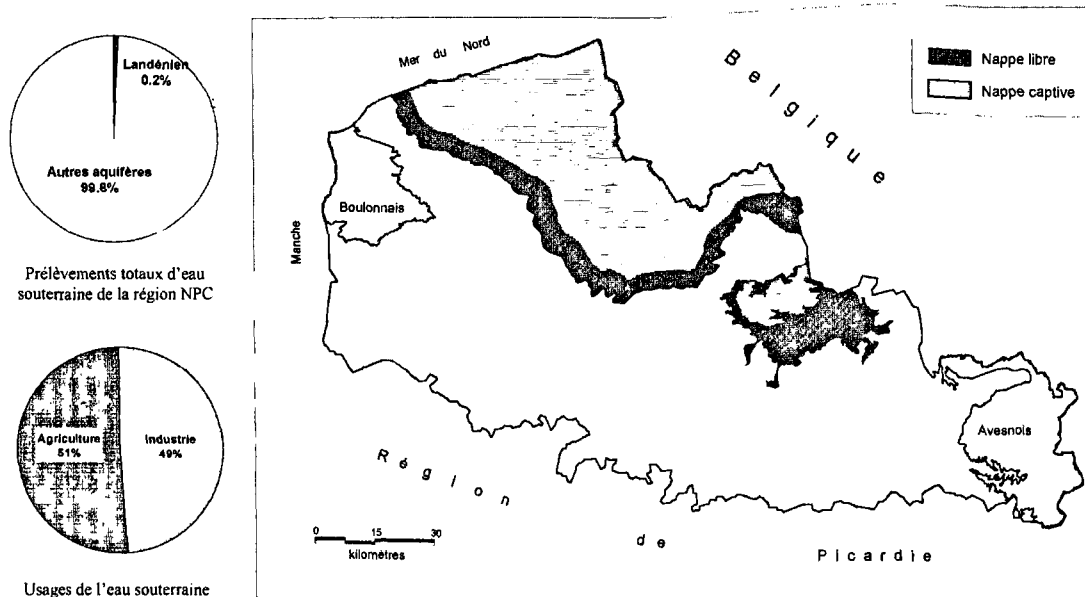 Landénien
0.2%
Autres aquifères
99.8%
Prélèvements totaux d'eau
souterraine de la région NPC
Agriculture
51%
Industrie
49%
Usages de l'eau souterraine
Mer du Nord
Belgique
Nappe libre
Nappe captive
Manche
Boulonnais
Avesnois
Région
de
Picardie
0 15 30
kilomètres